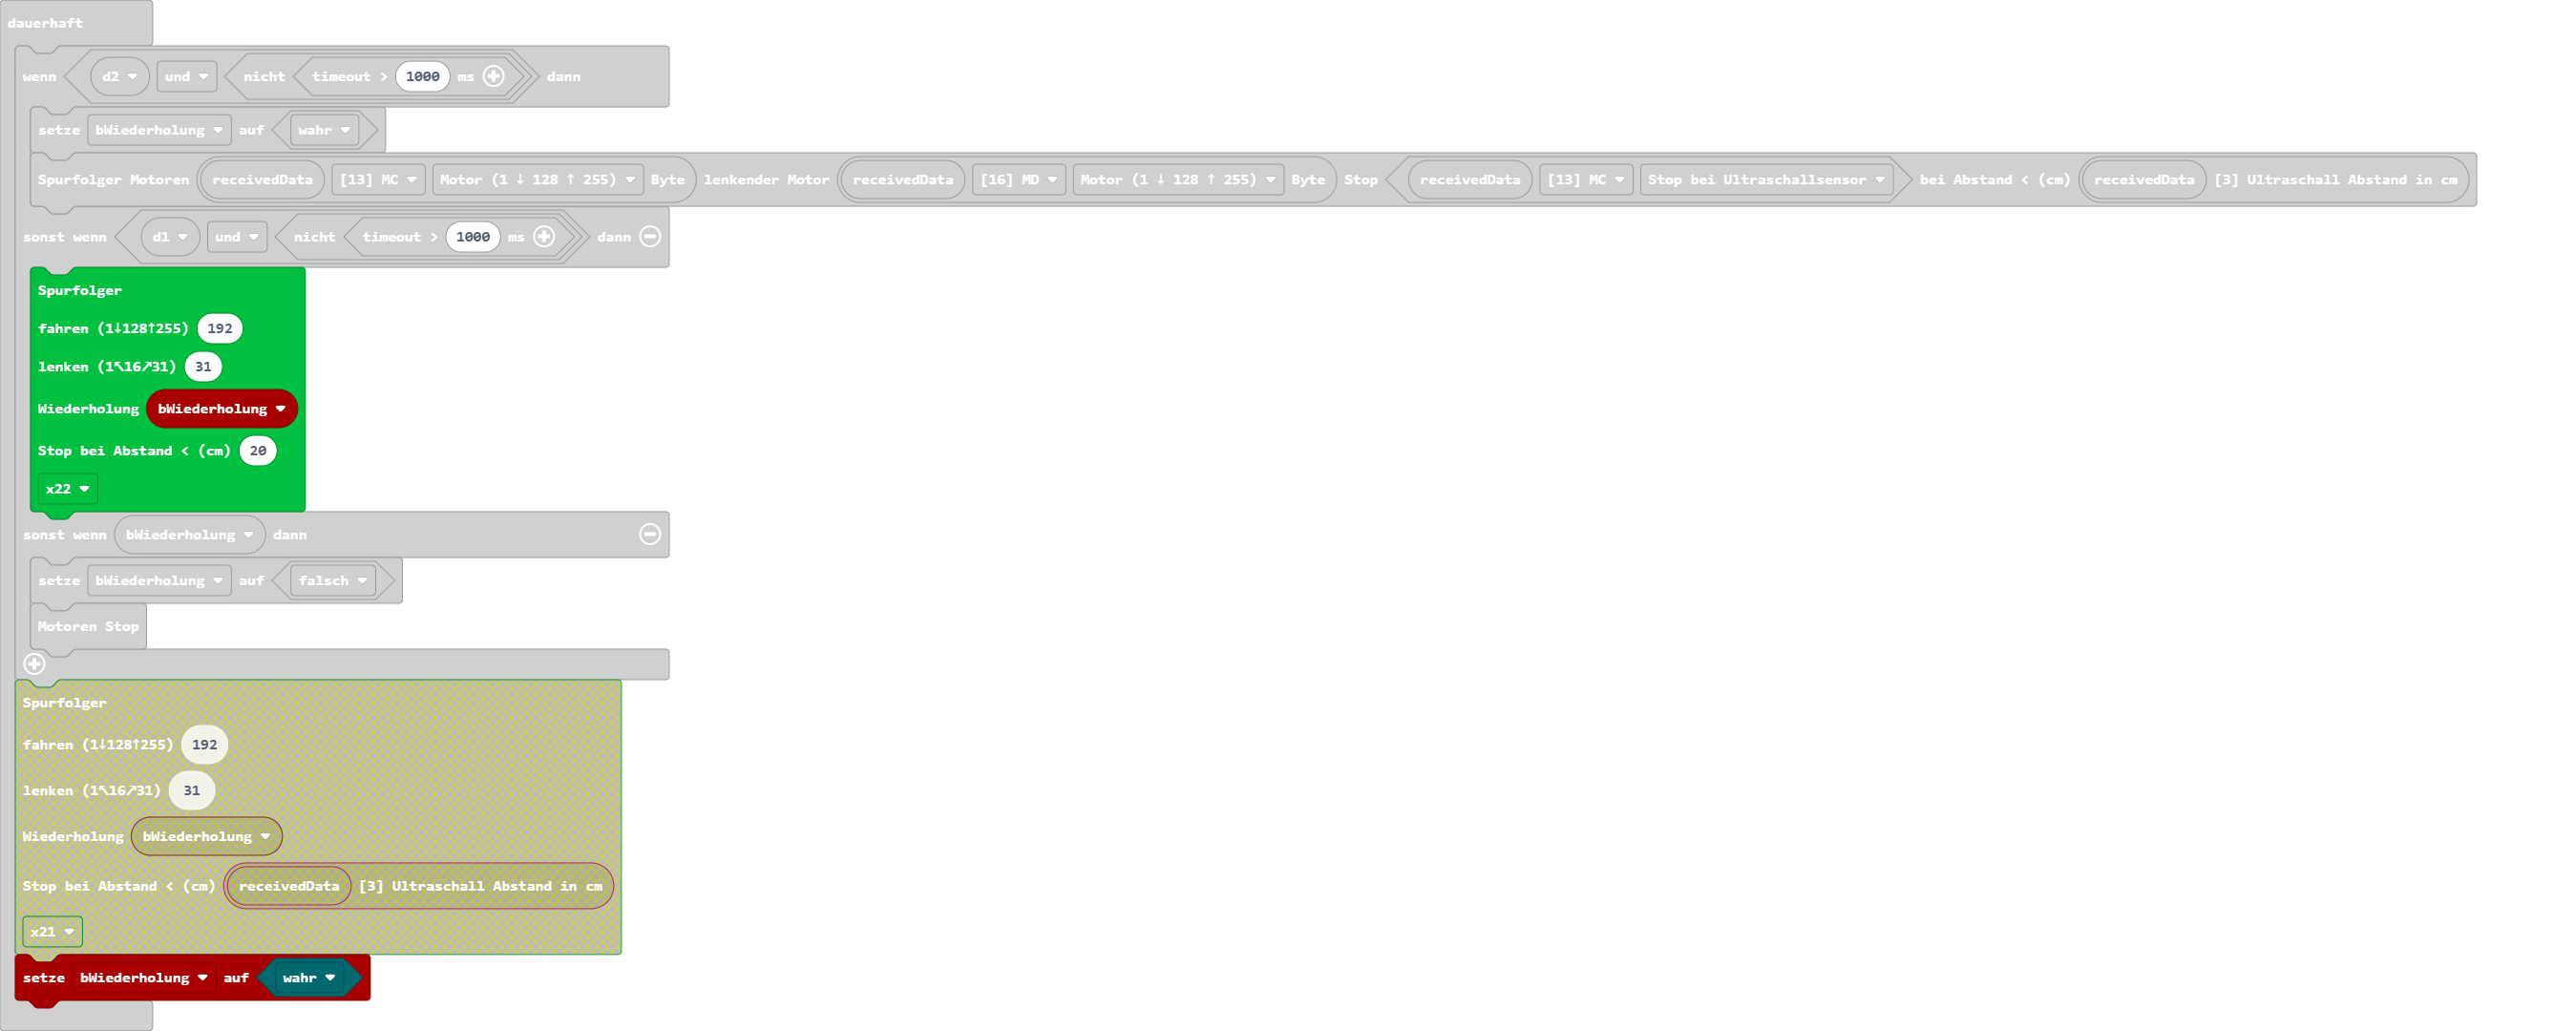 dauerhaft
wenn d2 und nicht timeout > 1000 ms dann
setze bWiederholung auf wahr
Spurfolger Motoren receivedData [13] MC Motor (1 ↓ 128 ↑ 255) Byte lenkender Motor receivedData [16] MD Motor (1 ↓ 128 ↑ 255) Byte Stop receivedData [13] MC Stop bei Ultraschallsensor bei Abstand < (cm) receivedData [3] Ultraschall Abstand in cm
sonst wenn d1 und nicht timeout > 1000 ms dann
Spurfolger
fahren (1↓128↑255) 192
lenken (1↖16↗31) 31
Wiederholung bWiederholung
Stop bei Abstand < (cm) 20
x22
sonst wenn bWiederholung dann
setze bWiederholung auf falsch
Motoren Stop
Spurfolger
fahren (1↓128↑255) 192
lenken (1↖16↗31) 31
Wiederholung bWiederholung
Stop bei Abstand < (cm) receivedData [3] Ultraschall Abstand in cm
x21
setze bWiederholung auf wahr